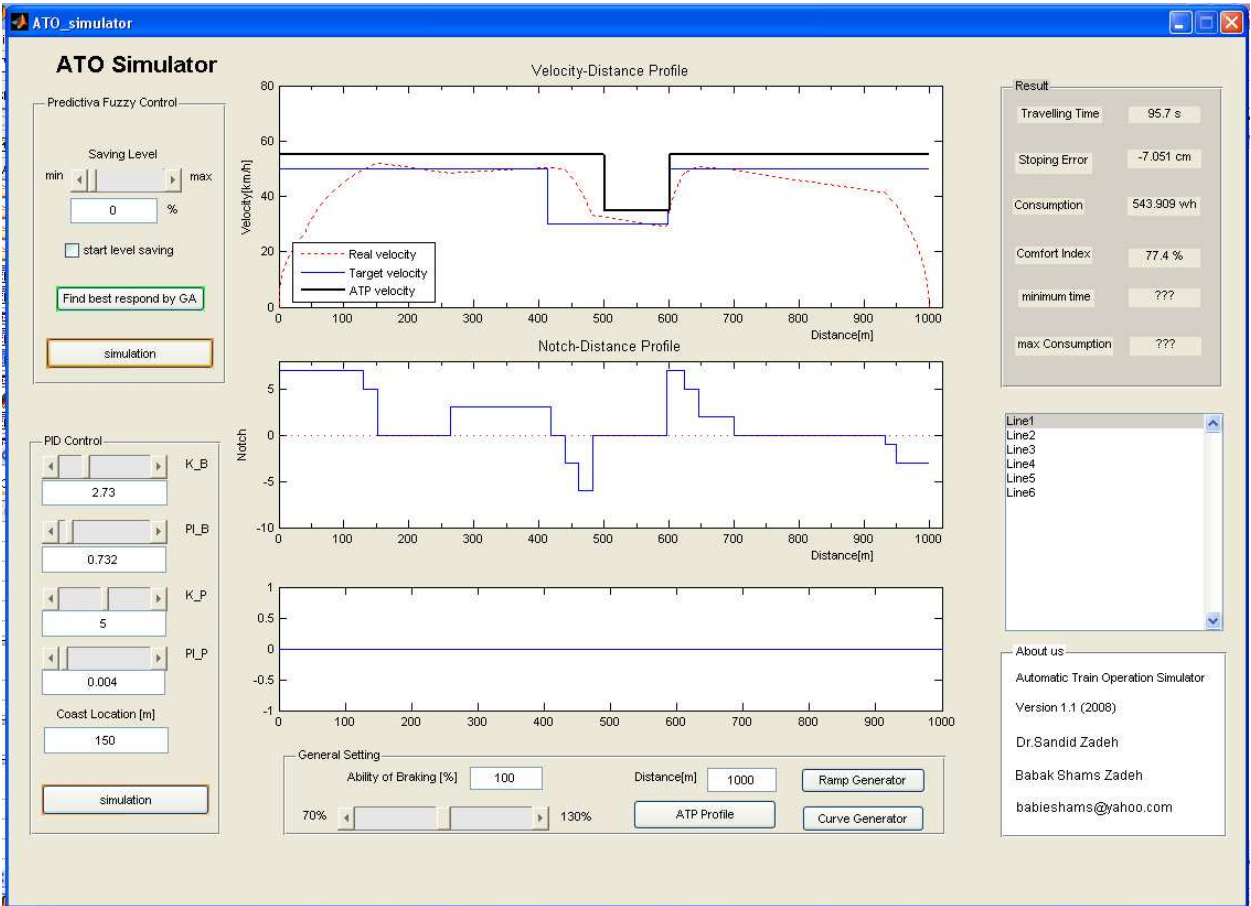 ATO_simulator
ATO Simulator
Predictiva Fuzzy Control
Saving Level
min
max
0
%
start level saving
Find best respond by GA
simulation
PID Control
K_B
2.73
PI_B
0.732
K_P
5
PI_P
0.004
Coast Location [m]
150
simulation
Velocity-Distance Profile
Velocity[km/h]
80
60
40
20
0
Real velocity
Target velocity
ATP velocity
0 100 200 300 400 500 600 700 800 900 1000
Distance[m]
Notch-Distance Profile
Notch
5
0
-5
-10
0 100 200 300 400 500 600 700 800 900 1000
Distance[m]
1
0.5
0
-0.5
-1
0 100 200 300 400 500 600 700 800 900 1000
General Setting
Ability of Braking [%] 100
70%
130%
Distance[m] 1000
ATP Profile
Ramp Generator
Curve Generator
Result
Travelling Time 95.7 s
Stoping Error -7.051 cm
Consumption 543.909 wh
Comfort Index 77.4 %
minimum time ???
max Consumption ???
Line1
Line2
Line3
Line4
Line5
Line6
About us
Automatic Train Operation Simulator
Version 1.1 (2008)
Dr.Sandid Zadeh
Babak Shams Zadeh
babieshams@yahoo.com